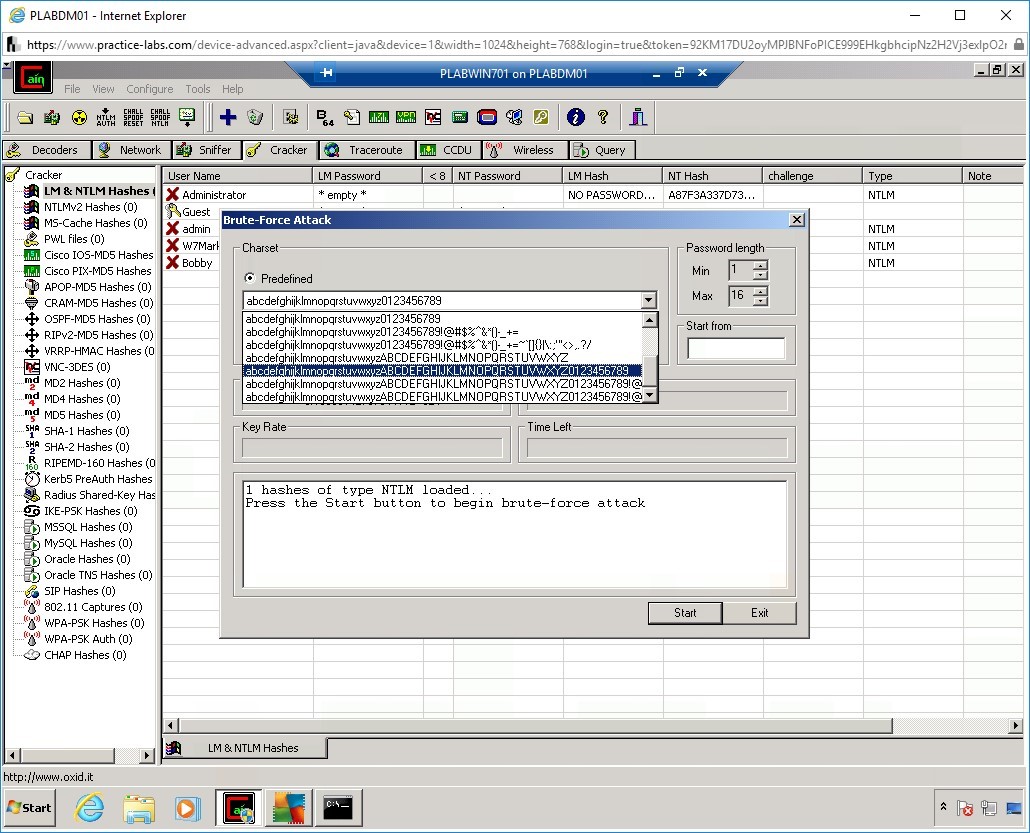 PLABDM01 - Internet Explorer
https://www.practice-labs.com/device-advanced.aspx?client=java&device=1&width=1024&height=768&login=true&token=92KM17DU2oyMPJBNFoPICE999EHkgbhcipNz2H2Vj3exIpO2r
Cain
File View Configure Tools Help
PLABWIN701 on PLABDM01
NTLM AUTH
CHALL SPOOF RESET
CHALL SPOOF NTLM
B64
Decoders Network Sniffer Cracker Traceroute CCDU Wireless Query
Cracker
LM & NTLM Hashes (
NTLMv2 Hashes (0)
MS-Cache Hashes (0)
PWL files (0)
Cisco IOS-MD5 Hashes
Cisco PIX-MD5 Hashes
APOP-MD5 Hashes (0)
CRAM-MD5 Hashes (0)
OSPF-MD5 Hashes (0)
RIPv2-MD5 Hashes (0)
VRRP-HMAC Hashes (0)
VNC-3DES (0)
MD2 Hashes (0)
MD4 Hashes (0)
MD5 Hashes (0)
SHA-1 Hashes (0)
SHA-2 Hashes (0)
RIPEMD-160 Hashes (0
Kerb5 PreAuth Hashes
Radius Shared-Key Has
IKE-PSK Hashes (0)
MSSQL Hashes (0)
MySQL Hashes (0)
Oracle Hashes (0)
Oracle TNS Hashes (0)
SIP Hashes (0)
802.11 Captures (0)
WPA-PSK Hashes (0)
WPA-PSK Auth (0)
CHAP Hashes (0)
User Name LM Password < 8 NT Password LM Hash NT Hash challenge Type Note
Administrator * empty * NO PASSWORD... A87F3A337D73... NTLM
Guest
admin NTLM
W7Mark NTLM
Bobby NTLM
Brute-Force Attack
Charset
Predefined
abcdefghijklmnopqrstuvwxyz0123456789
abcdefghijklmnopqrstuvwxyz0123456789
abcdefghijklmnopqrstuvwxyz0123456789!@#$%^&*()-_+=
abcdefghijklmnopqrstuvwxyz0123456789!@#$%^&*()-_+=~`[]{}|\:;"'<>,.?/
abcdefghijklmnopqrstuvwxyzABCDEFGHIJKLMNOPQRSTUVWXYZ
abcdefghijklmnopqrstuvwxyzABCDEFGHIJKLMNOPQRSTUVWXYZ0123456789
abcdefghijklmnopqrstuvwxyzABCDEFGHIJKLMNOPQRSTUVWXYZ0123456789!@
abcdefghijklmnopqrstuvwxyzABCDEFGHIJKLMNOPQRSTUVWXYZ0123456789!@
Password length
Min 1
Max 16
Start from
Key Rate
Time Left
1 hashes of type NTLM loaded...
Press the Start button to begin brute-force attack
Start Exit
LM & NTLM Hashes
http://www.oxid.it
Start